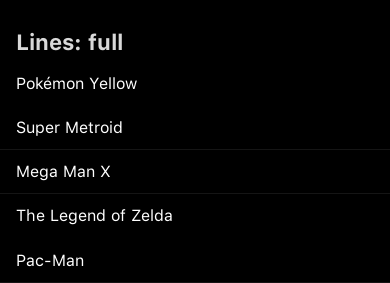 Lines: full
Pokémon Yellow
Super Metroid
Mega Man X
The Legend of Zelda
Pac-Man